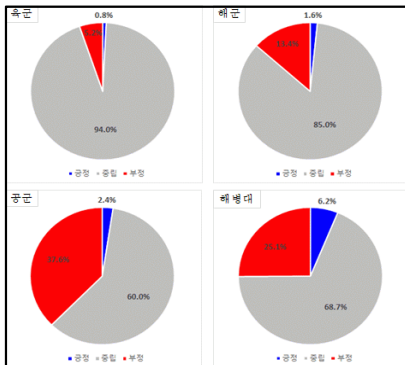 육군
0.8%
5.2%
94.0%
긍정 중립 부정
해군
1.6%
13.4%
85.0%
긍정 중립 부정
공군
2.4%
37.6%
60.0%
긍정 중립 부정
해병대
6.2%
25.1%
68.7%
긍정 중립 부정